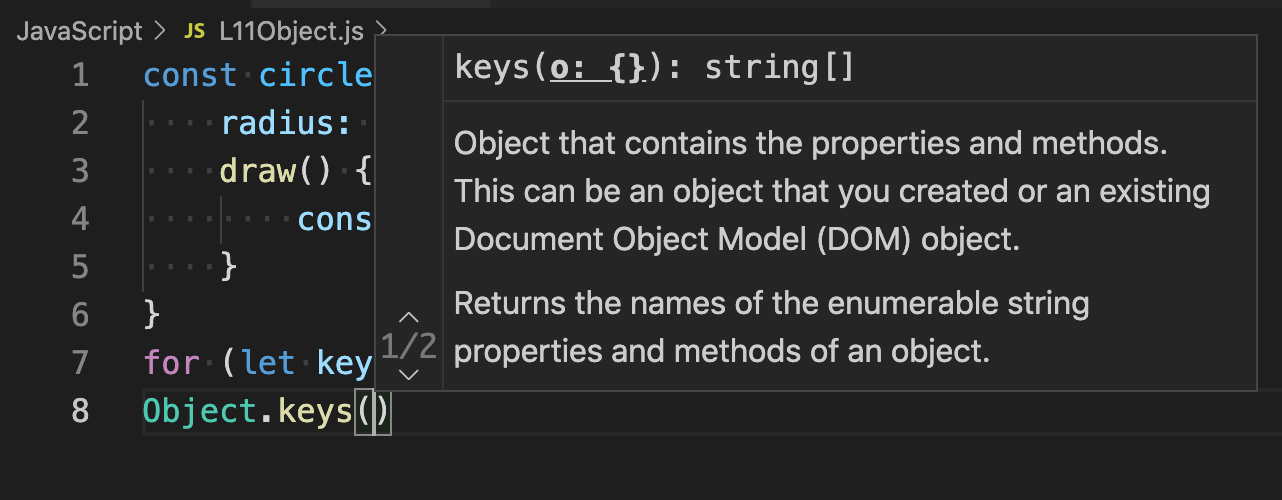 JavaScript > JS L11Object.js >
1 const circle
2 radius:
3 draw() {
4 cons
5 }
6 }
7 for (let key
8 Object.keys()
keys(o: {}): string[]
Object that contains the properties and methods.
This can be an object that you created or an existing
Document Object Model (DOM) object.
Returns the names of the enumerable string
properties and methods of an object.
1/2